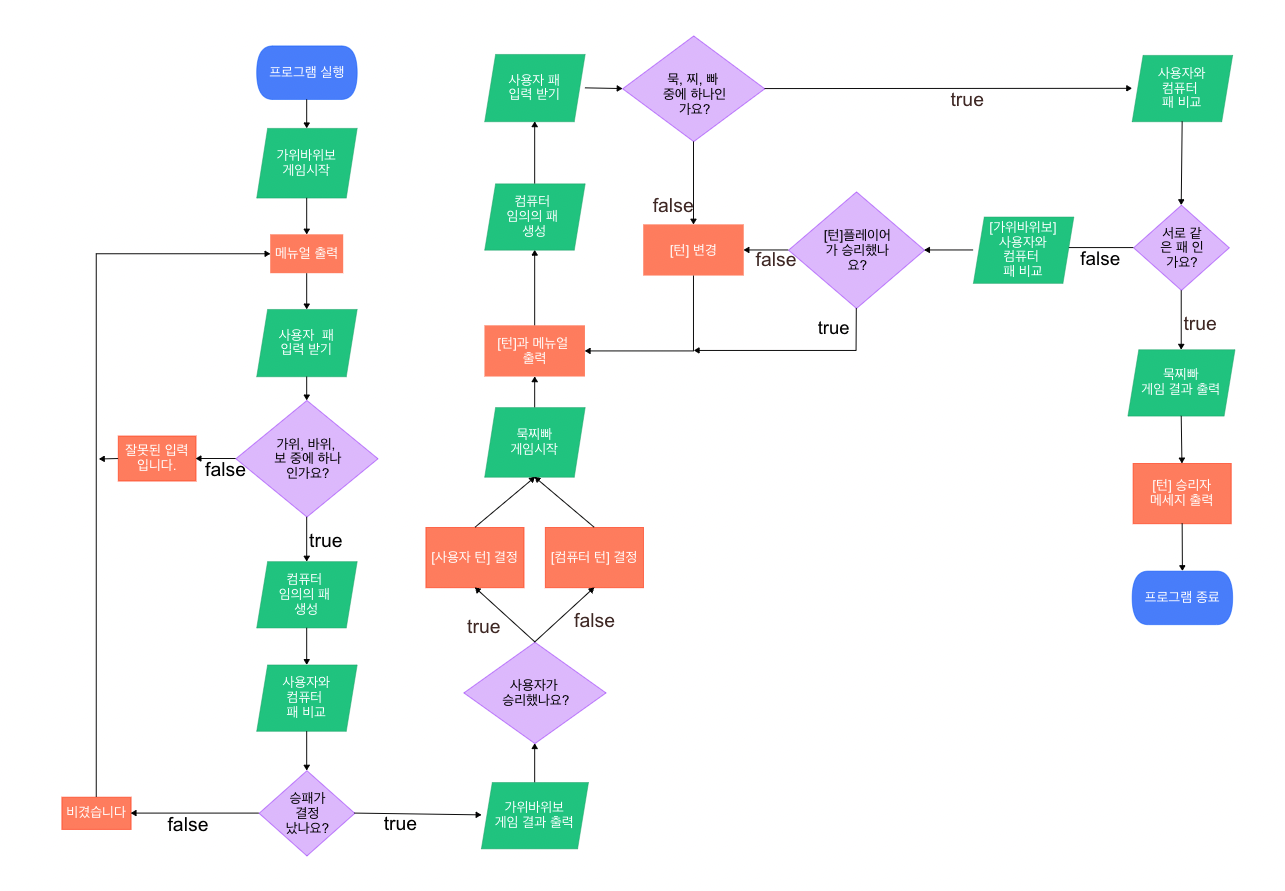 프로그램 실행
가위바위보
게임시작
메뉴얼 출력
사용자 패
입력 받기
가위, 바위,
보 중에 하나
인가요?
false
잘못된 입력
입니다.
true
컴퓨터
임의의 패
생성
사용자와
컴퓨터
패 비교
승패가
결정
났나요?
false
비겼습니다
true
가위바위보
게임 결과 출력
사용자가
승리했나요?
true
false
[사용자 턴] 결정
[컴퓨터 턴] 결정
묵찌빠
게임시작
[턴]과 메뉴얼
출력
컴퓨터
임의의 패
생성
사용자 패
입력 받기
묵, 찌, 빠
중에 하나인
가요?
false
true
[턴] 변경
사용자와
컴퓨터
패 비교
서로 같
은 패 인
가요?
false
[가위바위보]
사용자와
컴퓨터
패 비교
[턴]플레이어
가 승리했나
요?
false
true
true
묵찌빠
게임 결과 출력
[턴] 승리자
메세지 출력
프로그램 종료